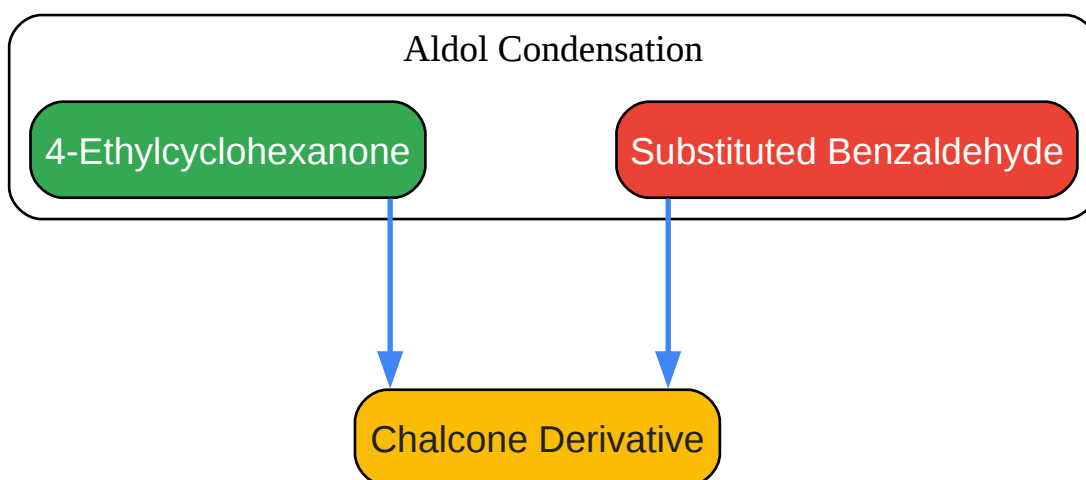 Aldol Condensation
4-Ethylcyclohexanone
Substituted Benzaldehyde
Chalcone Derivative